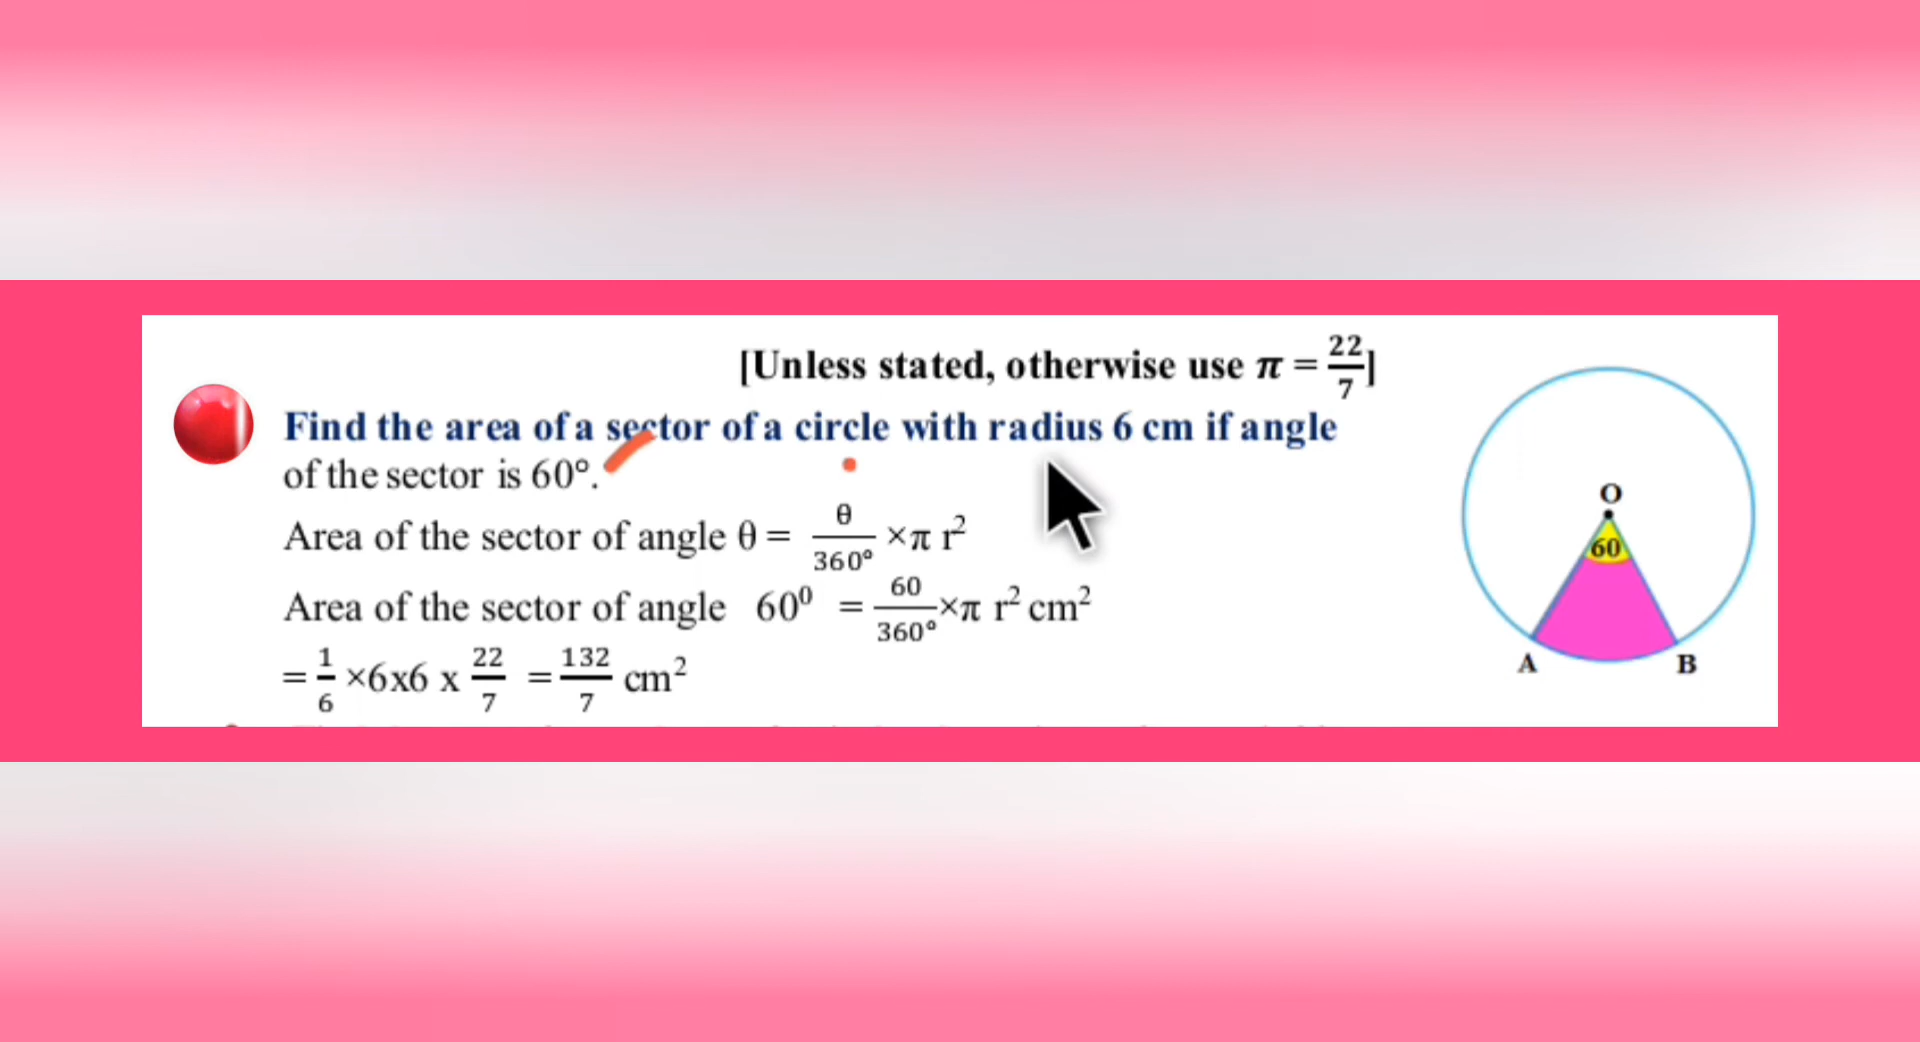 [Unless stated, otherwise use π = 22/7]
Find the area of a sector of a circle with radius 6 cm if angle
of the sector is 60°.
Area of the sector of angle θ = θ/360° ×π r²
Area of the sector of angle 60⁰ = 60/360° ×π r² cm²
= 1/6 ×6x6 x 22/7 = 132/7 cm²
O
60
A
B